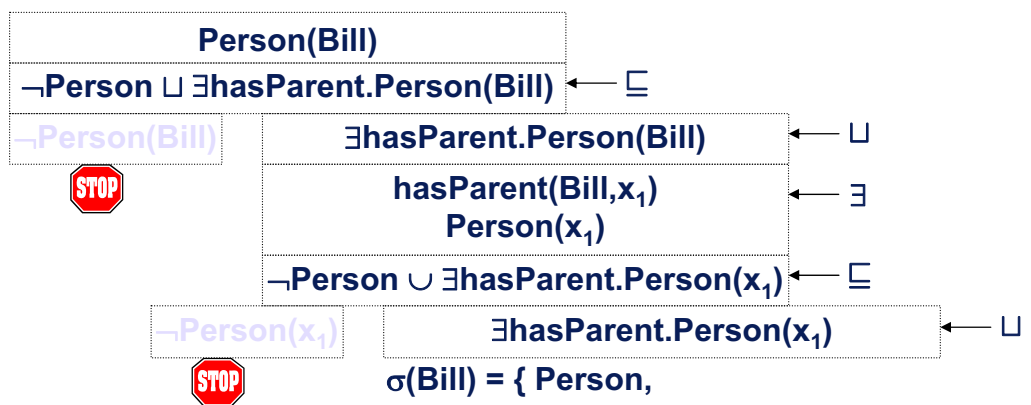 Person(Bill)
¬Person ⊔ ∃hasParent.Person(Bill) ⊑
¬Person(Bill) ∃hasParent.Person(Bill) ⊔
STOP
hasParent(Bill,x₁) ∃
Person(x₁)
¬Person ∪ ∃hasParent.Person(x₁) ⊑
¬Person(x₁) ∃hasParent.Person(x₁) ⊔
STOP σ(Bill) = { Person,